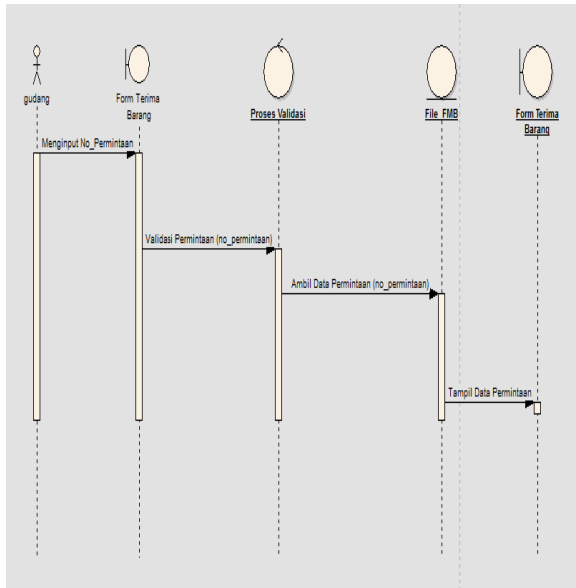 gudang
Form Terima
Barang
Proses Validasi
File_FMB
Form Terima
Barang
Menginput No_Permintaan
Validasi Permintaan (no_permintaan)
Ambil Data Permintaan (no_permintaan)
Tampil Data Permintaan